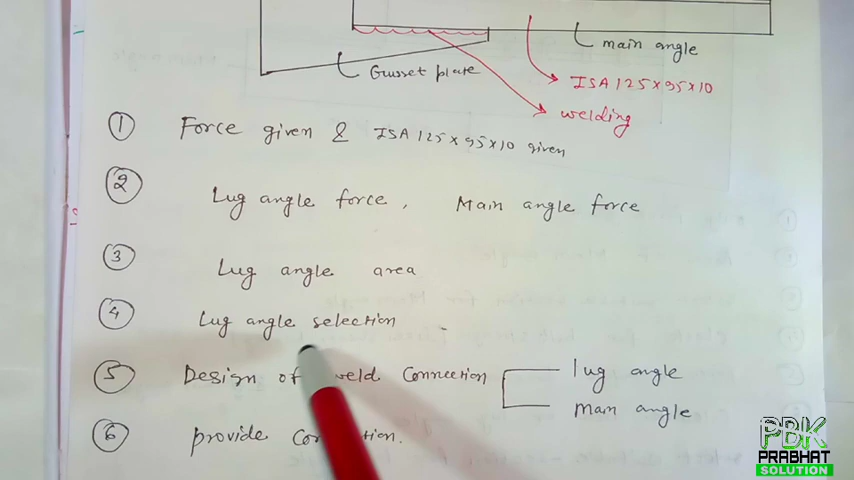 main angle
Gusset plate
ISA 125×95×10
welding
① Force given & ISA 125×95×10 given
② Lug angle force, Main angle force
③ Lug angle area
④ Lug angle selection
⑤ Design of weld Connection lug angle
main angle
⑥ provide
PBK
PRABHAT
SOLUTION